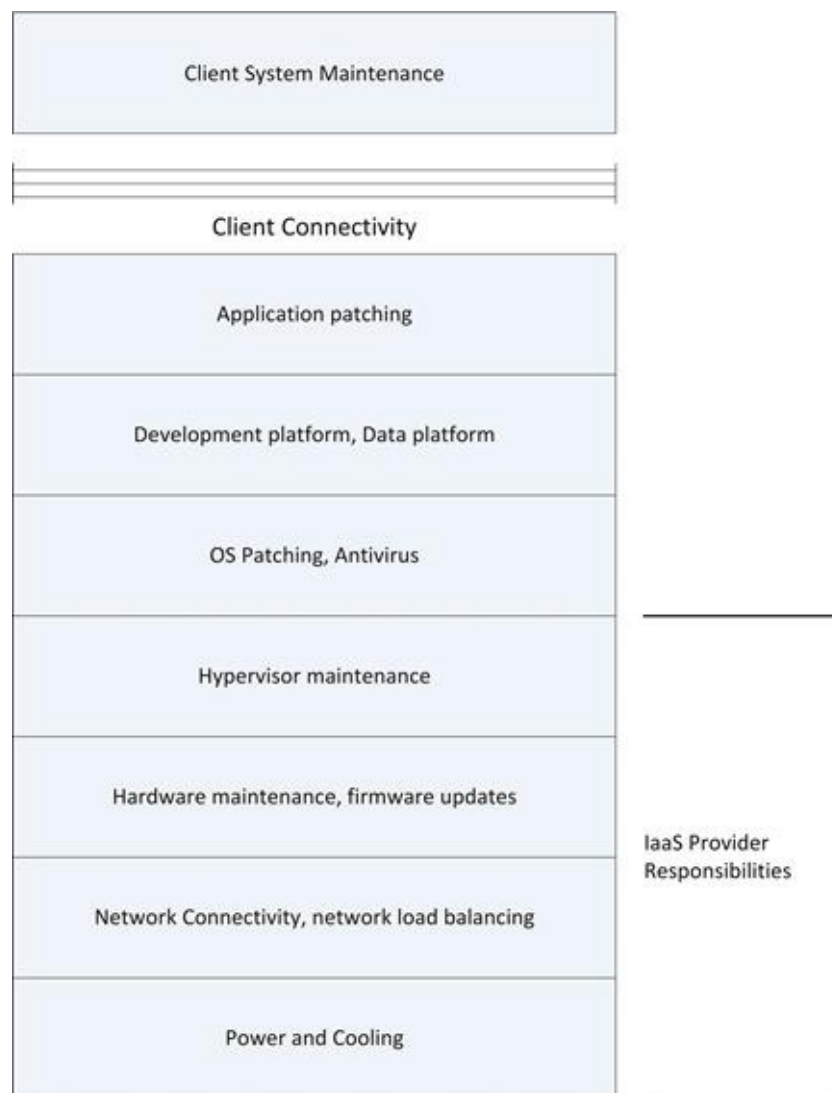 Client System Maintenance
Client Connectivity
Application patching
Development platform, Data platform
OS Patching, Antivirus
Hypervisor maintenance
Hardware maintenance, firmware updates
IaaS Provider
Responsibilities
Network Connectivity, network load balancing
Power and Cooling